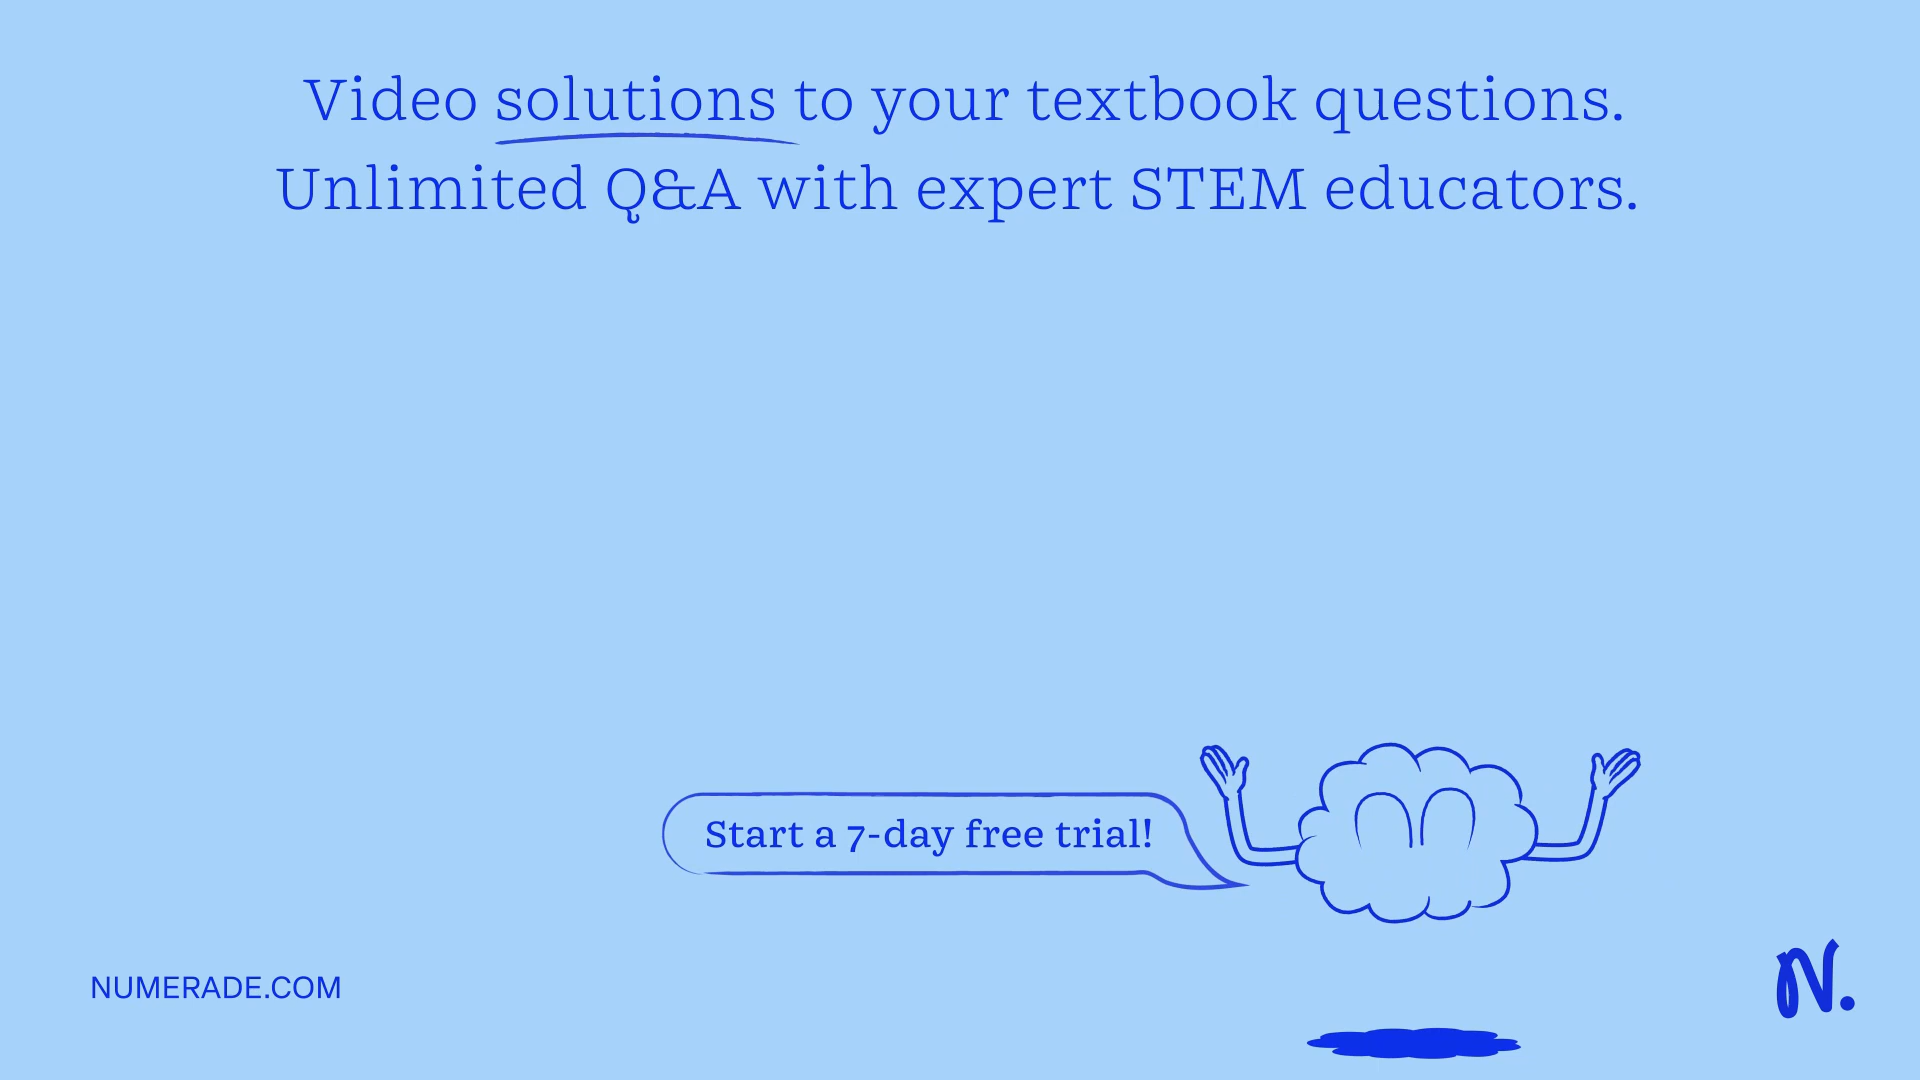 Video solutions to your textbook questions.
Unlimited Q&A with expert STEM educators.
Start a 7-day free trial!
NUMERADE.COM
N.